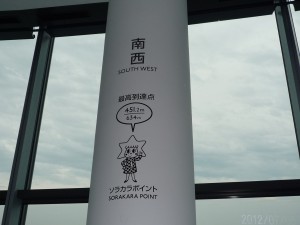 南
西
SOUTH WEST
最高到達点
451.2m
634m
ソラカラポイント
SORAKARA POINT